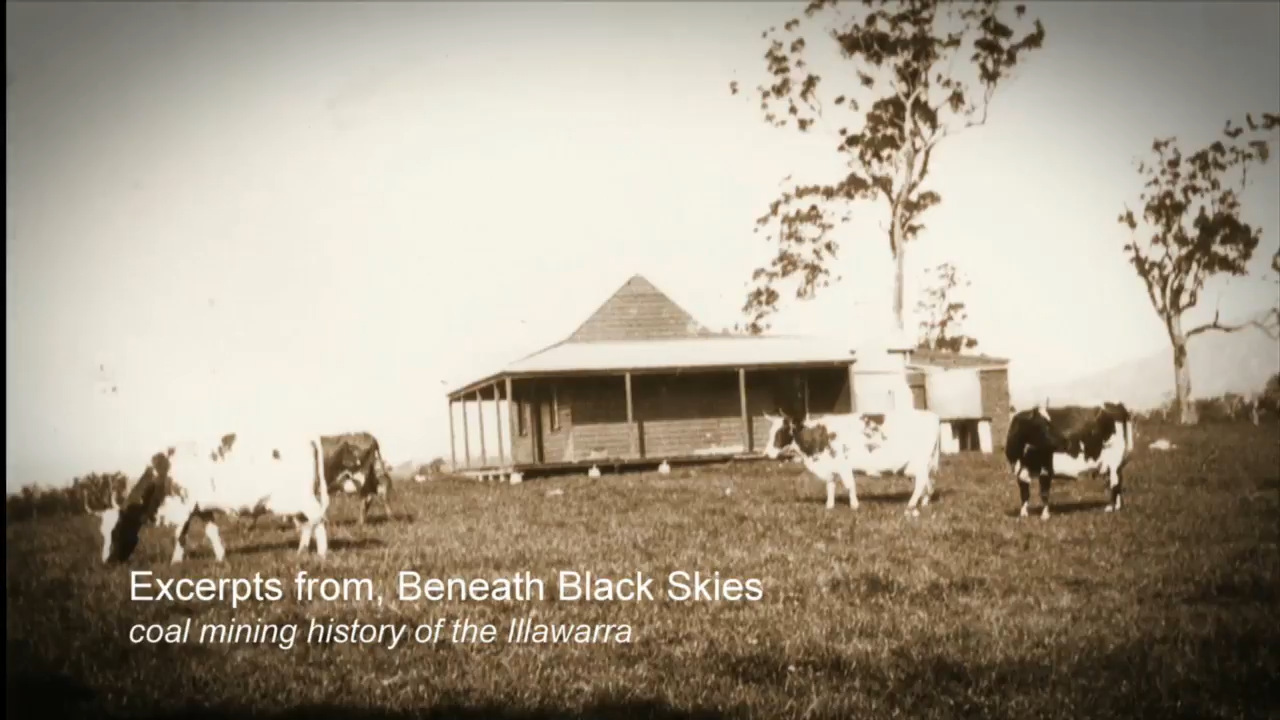 Excerpts from, Beneath Black Skies
coal mining history of the Illawarra